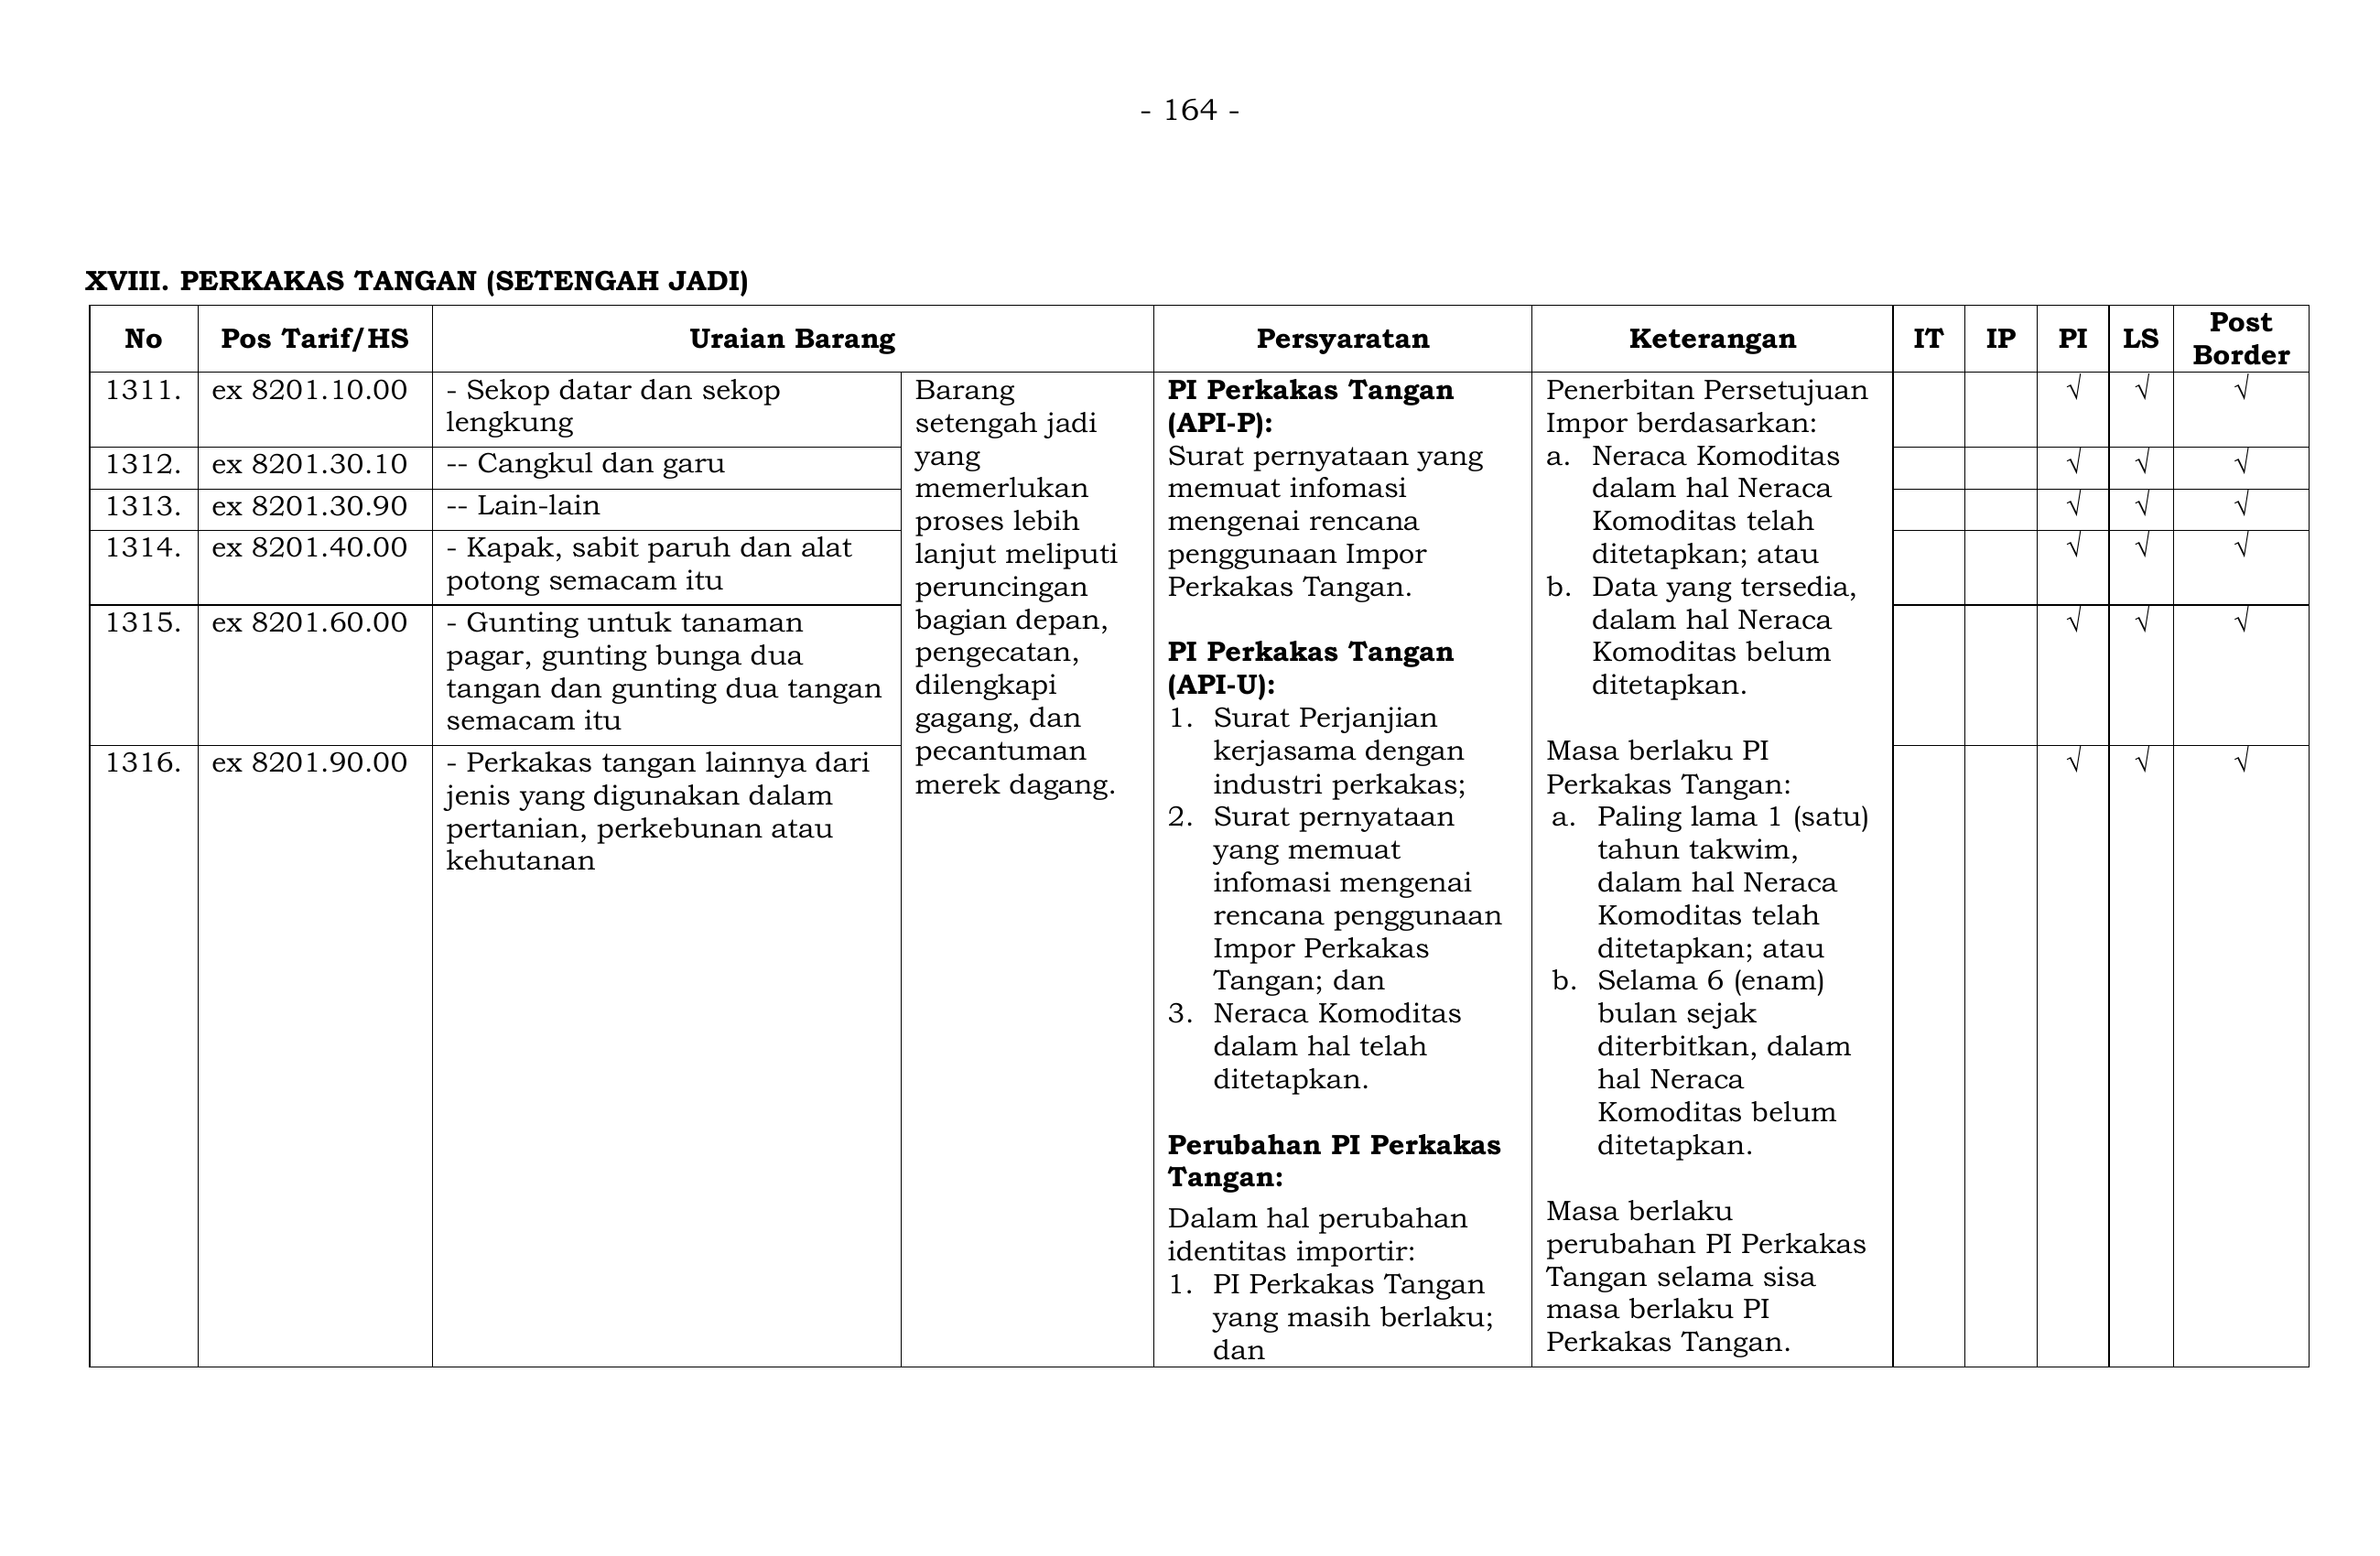 - 164 -
XVIII. PERKAKAS TANGAN (SETENGAH JADI)
No
Pos Tarif/HS
Uraian Barang
Persyaratan
Keterangan
IT
IP
PI
LS
Post
Border
1311.
ex 8201.10.00
- Sekop datar dan sekop
lengkung
√
√
√
1312.
ex 8201.30.10
-- Cangkul dan garu
√
√
√
1313.
ex 8201.30.90
-- Lain-lain
√
√
√
1314.
ex 8201.40.00
- Kapak, sabit paruh dan alat
potong semacam itu
√
√
√
1315.
ex 8201.60.00
- Gunting untuk tanaman
pagar, gunting bunga dua
tangan dan gunting dua tangan
semacam itu
√
√
√
1316.
ex 8201.90.00
- Perkakas tangan lainnya dari
jenis yang digunakan dalam
pertanian, perkebunan atau
kehutanan
√
√
√
Barang
setengah jadi
yang
memerlukan
proses lebih
lanjut meliputi
peruncingan
bagian depan,
pengecatan,
dilengkapi
gagang, dan
pecantuman
merek dagang.
PI Perkakas Tangan
(API-P):
Surat pernyataan yang
memuat infomasi
mengenai rencana
penggunaan Impor
Perkakas Tangan.
PI Perkakas Tangan
(API-U):
1. Surat Perjanjian
kerjasama dengan
industri perkakas;
2. Surat pernyataan
yang memuat
infomasi mengenai
rencana penggunaan
Impor Perkakas
Tangan; dan
3. Neraca Komoditas
dalam hal telah
ditetapkan.
Perubahan PI Perkakas
Tangan:
Dalam hal perubahan
identitas importir:
1. PI Perkakas Tangan
yang masih berlaku;
dan
Penerbitan Persetujuan
Impor berdasarkan:
a. Neraca Komoditas
dalam hal Neraca
Komoditas telah
ditetapkan; atau
b. Data yang tersedia,
dalam hal Neraca
Komoditas belum
ditetapkan.
Masa berlaku PI
Perkakas Tangan:
a. Paling lama 1 (satu)
tahun takwim,
dalam hal Neraca
Komoditas telah
ditetapkan; atau
b. Selama 6 (enam)
bulan sejak
diterbitkan, dalam
hal Neraca
Komoditas belum
ditetapkan.
Masa berlaku
perubahan PI Perkakas
Tangan selama sisa
masa berlaku PI
Perkakas Tangan.